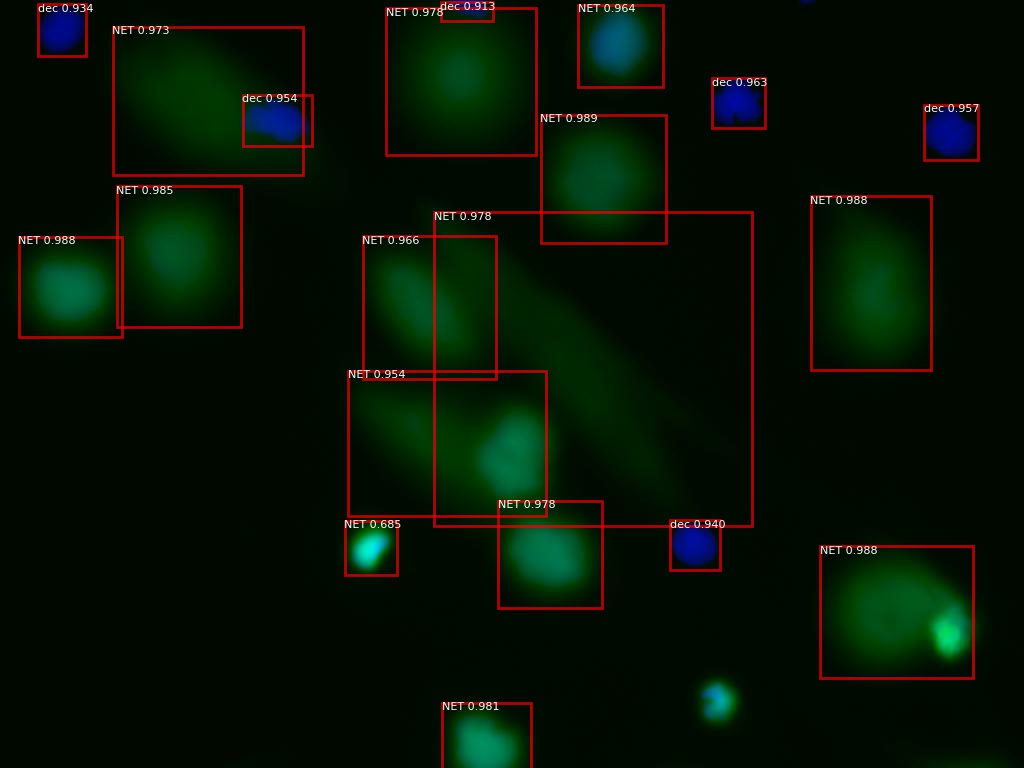 dec 0.934
NET 0.973
dec 0.954
NET 0.978
dec 0.913
NET 0.964
dec 0.963
dec 0.957
NET 0.989
NET 0.985
NET 0.988
NET 0.978
NET 0.966
NET 0.988
NET 0.954
NET 0.685
NET 0.978
dec 0.940
NET 0.988
NET 0.981